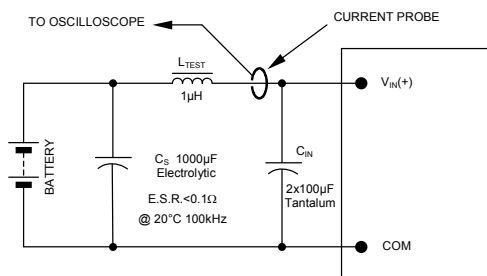 TO OSCILLOSCOPE
CURRENT PROBE
LTEST
1µH
VIN(+)
BATTERY
CS 1000µF
Electrolytic
E.S.R.<0.1Ω
@ 20°C 100kHz
CIN
2x100µF
Tantalum
COM